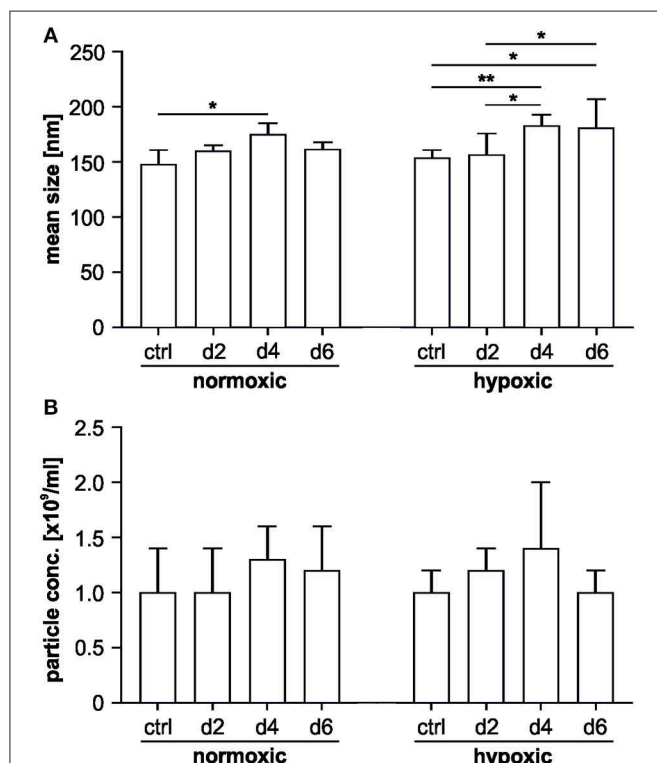 A
250
200
150
100
50
0
mean size [nm]
*
*
*
**
*
ctrl d2 d4 d6 ctrl d2 d4 d6
normoxic hypoxic
B
2.5
2.0
1.5
1.0
0.5
0
particle conc. [x10⁹/ml]
ctrl d2 d4 d6 ctrl d2 d4 d6
normoxic hypoxic